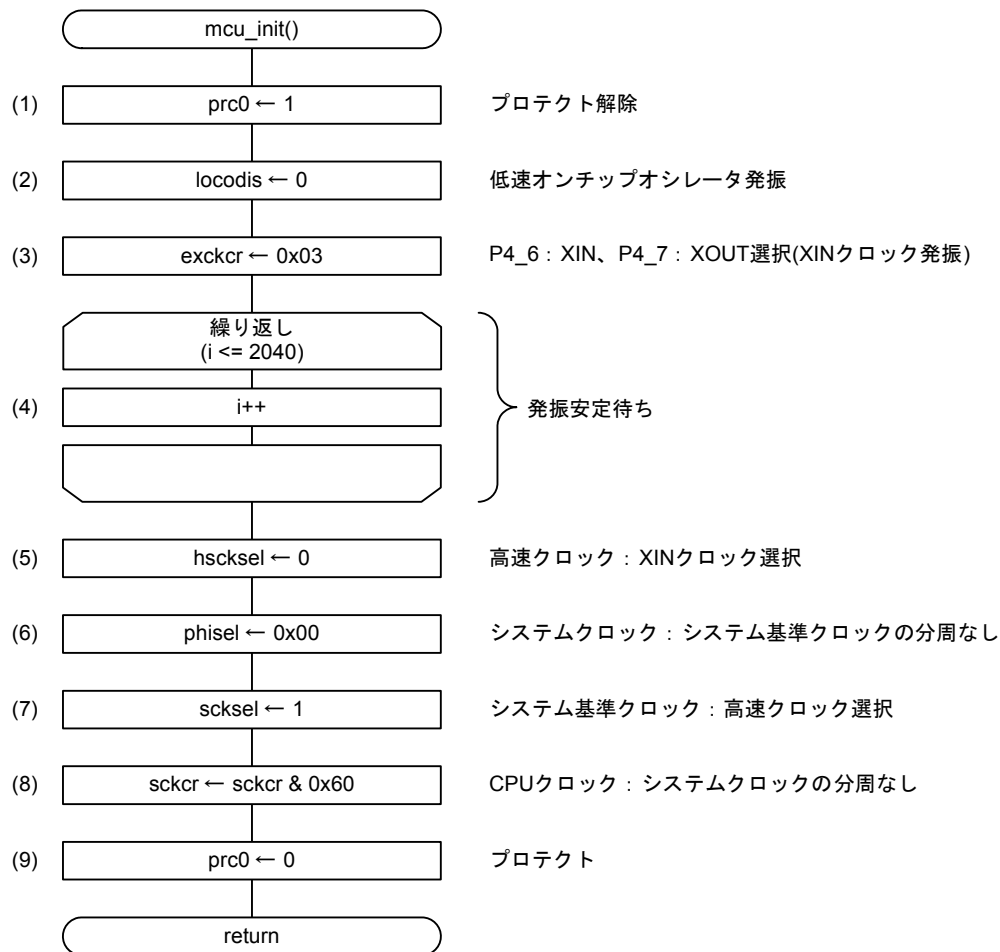 mcu_init()
(1) prc0 ← 1 プロテクト解除
(2) locodis ← 0 低速オンチップオシレータ発振
(3) exckcr ← 0x03 P4_6：XIN、P4_7：XOUT選択(XINクロック発振)
繰り返し
(i <= 2040)
(4) i++ 発振安定待ち
(5) hscksel ← 0 高速クロック：XINクロック選択
(6) phisel ← 0x00 システムクロック：システム基準クロックの分周なし
(7) scksel ← 1 システム基準クロック：高速クロック選択
(8) sckcr ← sckcr & 0x60 CPUクロック：システムクロックの分周なし
(9) prc0 ← 0 プロテクト
return